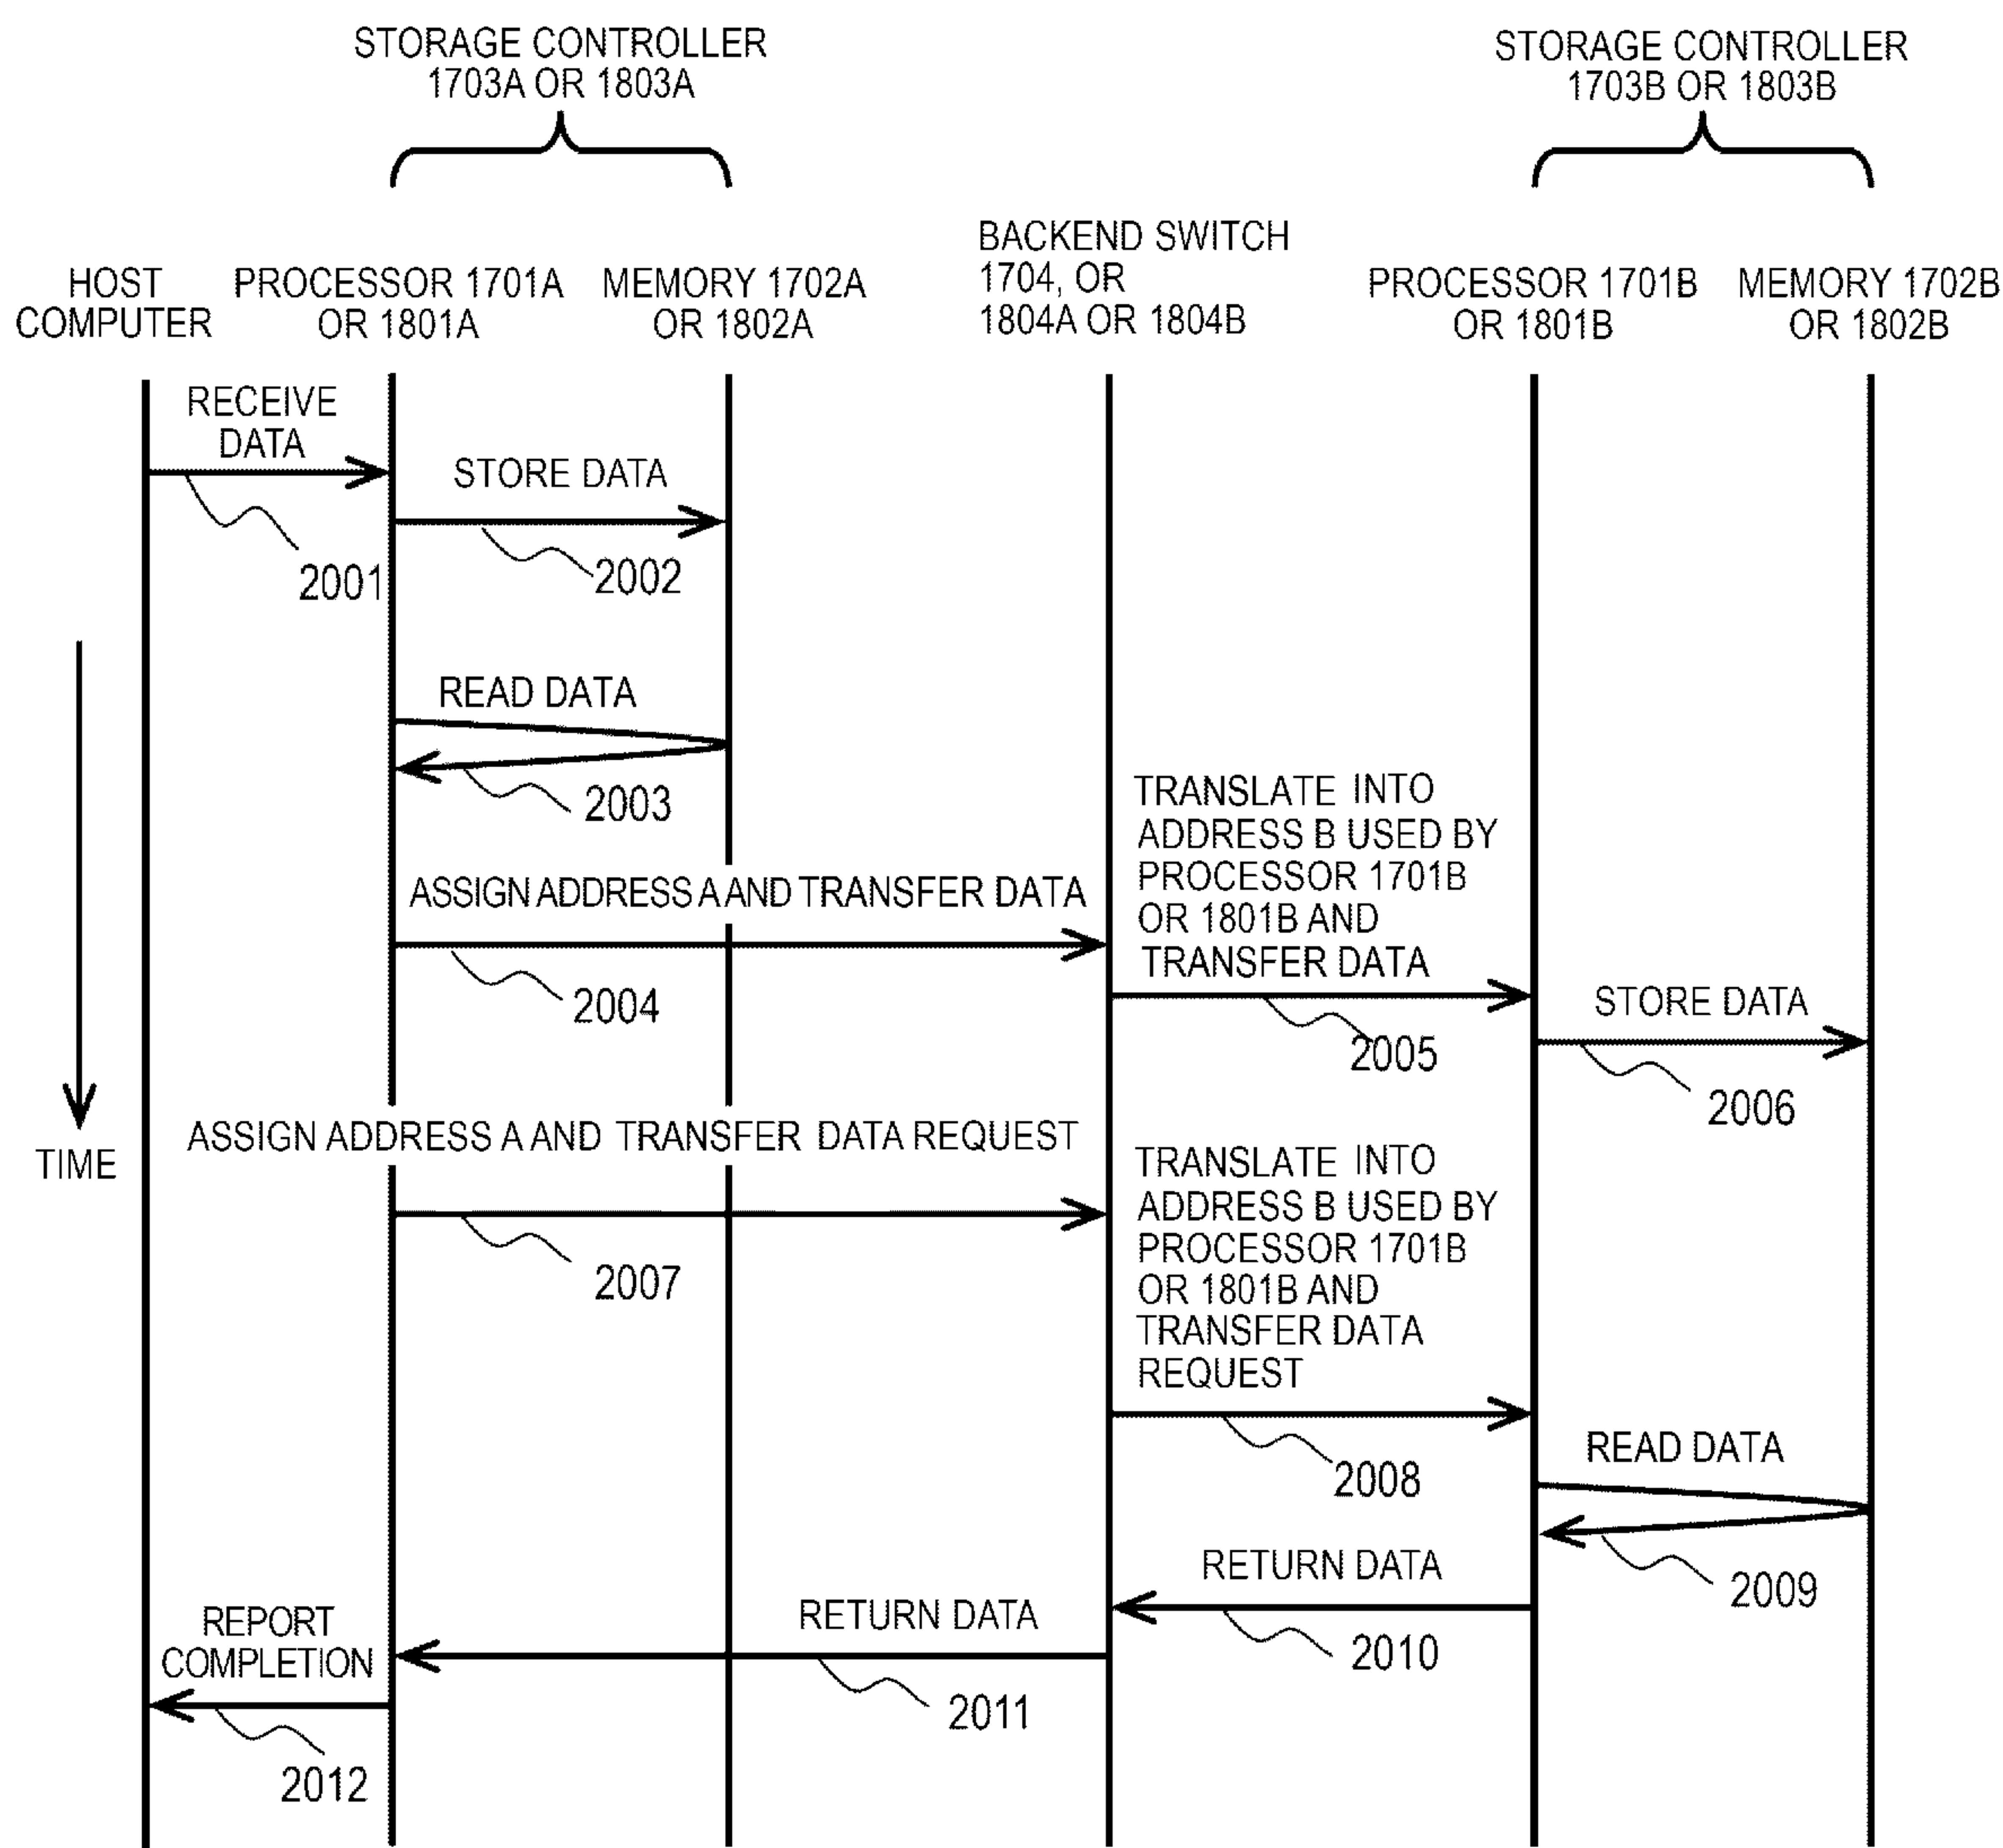 STORAGE CONTROLLER
1703A OR 1803A
STORAGE CONTROLLER
1703B OR 1803B
HOST
COMPUTER
PROCESSOR 1701A
OR 1801A
MEMORY 1702A
OR 1802A
BACKEND SWITCH
1704, OR
1804A OR 1804B
PROCESSOR 1701B
OR 1801B
MEMORY 1702B
OR 1802B
RECEIVE
DATA
2001
STORE DATA
2002
READ DATA
2003
ASSIGN ADDRESS A AND TRANSFER DATA
2004
TRANSLATE INTO
ADDRESS B USED BY
PROCESSOR 1701B
OR 1801B AND
TRANSFER DATA
2005
STORE DATA
2006
TIME
ASSIGN ADDRESS A AND TRANSFER DATA REQUEST
2007
TRANSLATE INTO
ADDRESS B USED BY
PROCESSOR 1701B
OR 1801B AND
TRANSFER DATA
REQUEST
2008
READ DATA
2009
RETURN DATA
2010
RETURN DATA
2011
REPORT
COMPLETION
2012